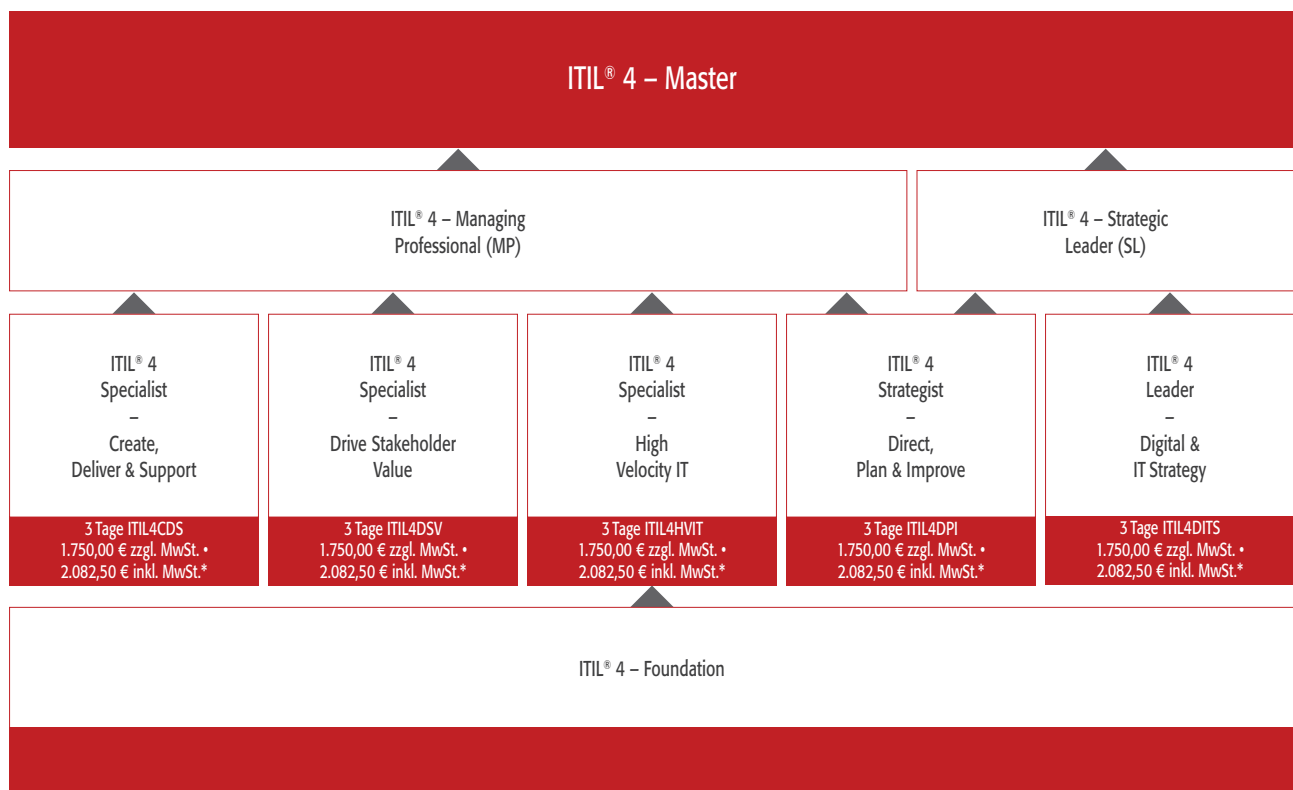 ITIL® 4 – Master
ITIL® 4 – Managing
Professional (MP)
ITIL® 4 – Strategic
Leader (SL)
ITIL® 4
Specialist
–
Create,
Deliver & Support
3 Tage ITIL4CDS
1.750,00 € zzgl. MwSt. •
2.082,50 € inkl. MwSt.*
ITIL® 4
Specialist
–
Drive Stakeholder
Value
3 Tage ITIL4DSV
1.750,00 € zzgl. MwSt. •
2.082,50 € inkl. MwSt.*
ITIL® 4
Specialist
–
High
Velocity IT
3 Tage ITIL4HVIT
1.750,00 € zzgl. MwSt. •
2.082,50 € inkl. MwSt.*
ITIL® 4
Strategist
–
Direct,
Plan & Improve
3 Tage ITIL4DPI
1.750,00 € zzgl. MwSt. •
2.082,50 € inkl. MwSt.*
ITIL® 4
Leader
–
Digital &
IT Strategy
3 Tage ITIL4DITS
1.750,00 € zzgl. MwSt. •
2.082,50 € inkl. MwSt.*
ITIL® 4 – Foundation